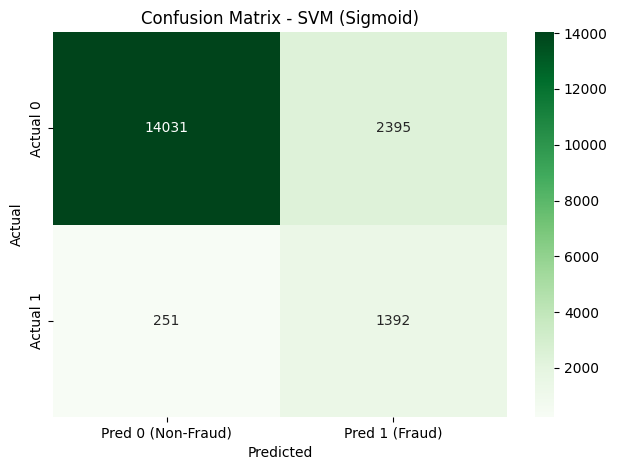 Confusion Matrix - SVM (Sigmoid)
Actual
Actual 0
14031
2395
Actual 1
251
1392
Pred 0 (Non-Fraud)
Pred 1 (Fraud)
Predicted
14000
12000
10000
8000
6000
4000
2000